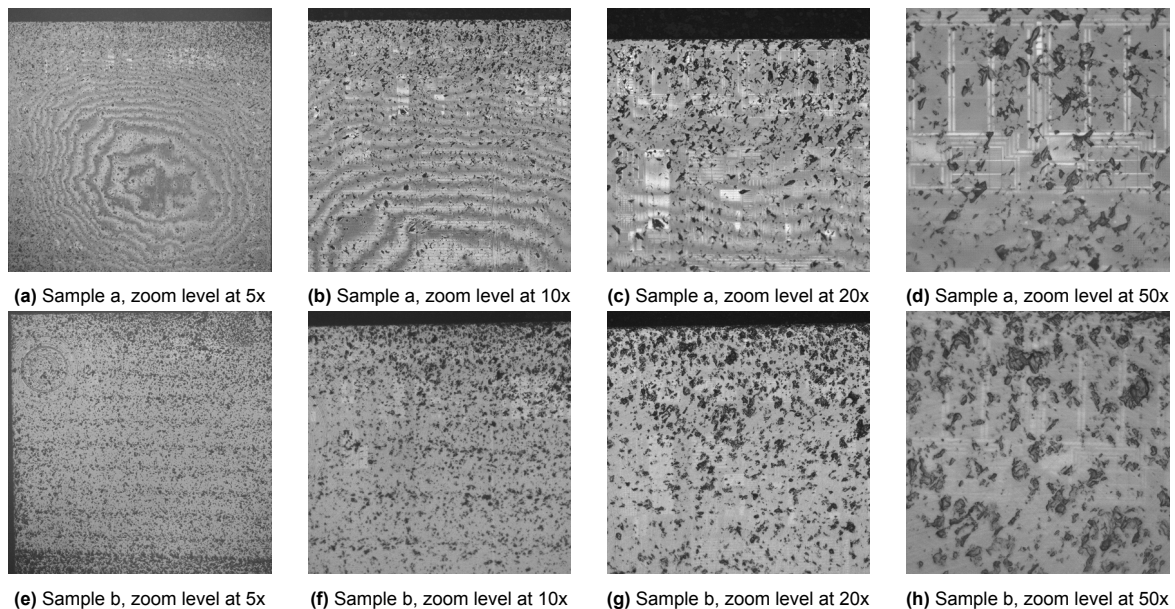 (a) Sample a, zoom level at 5x
(b) Sample a, zoom level at 10x
(c) Sample a, zoom level at 20x
(d) Sample a, zoom level at 50x
(e) Sample b, zoom level at 5x
(f) Sample b, zoom level at 10x
(g) Sample b, zoom level at 20x
(h) Sample b, zoom level at 50x